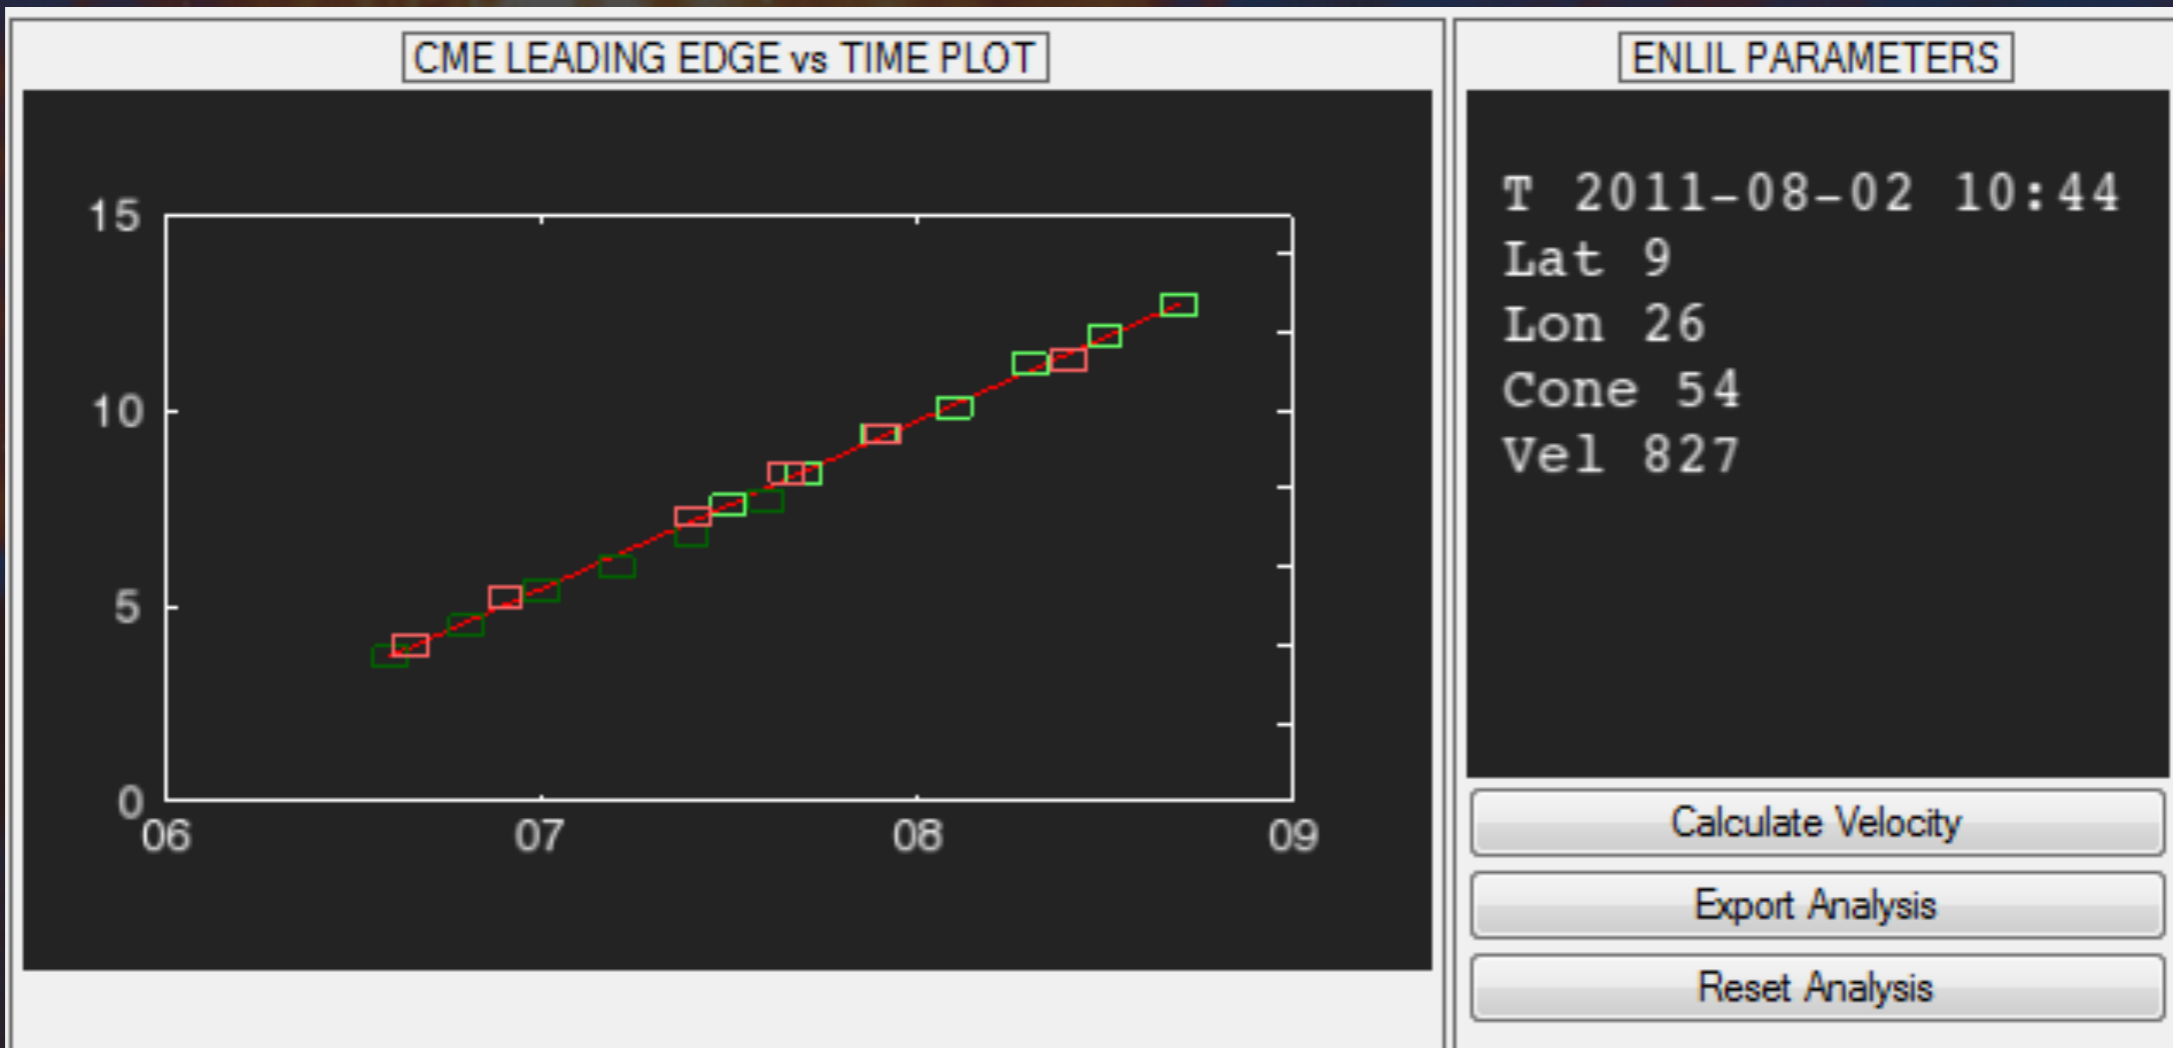 CME LEADING EDGE vs TIME PLOT
15
10
5
0
06 07 08 09
ENLIL PARAMETERS
T 2011-08-02 10:44
Lat 9
Lon 26
Cone 54
Vel 827
Calculate Velocity
Export Analysis
Reset Analysis